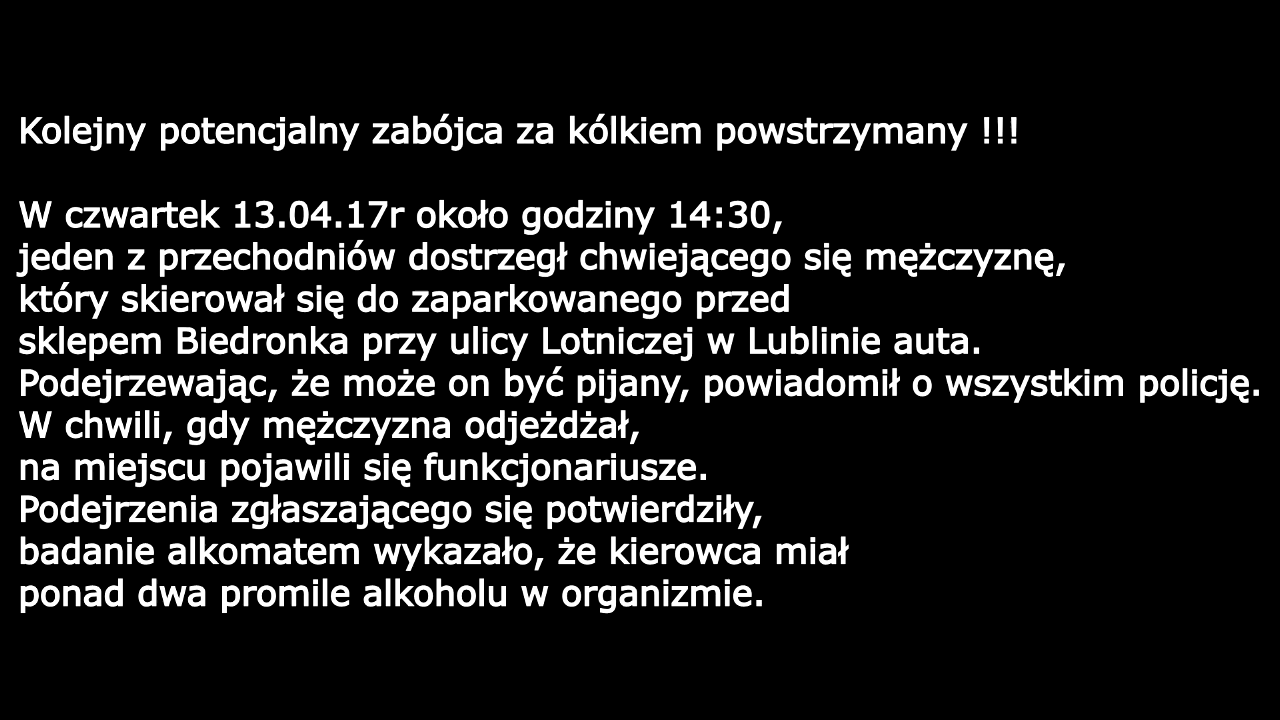 Kolejny potencjalny zabójca za kólkiem powstrzymany !!!
W czwartek 13.04.17r około godziny 14:30,
jeden z przechodniów dostrzegł chwiejącego się mężczyznę,
który skierował się do zaparkowanego przed
sklepem Biedronka przy ulicy Lotniczej w Lublinie auta.
Podejrzewając, że może on być pijany, powiadomił o wszystkim policję.
W chwili, gdy mężczyzna odjeżdżał,
na miejscu pojawili się funkcjonariusze.
Podejrzenia zgłaszającego się potwierdziły,
badanie alkomatem wykazało, że kierowca miał
ponad dwa promile alkoholu w organizmie.